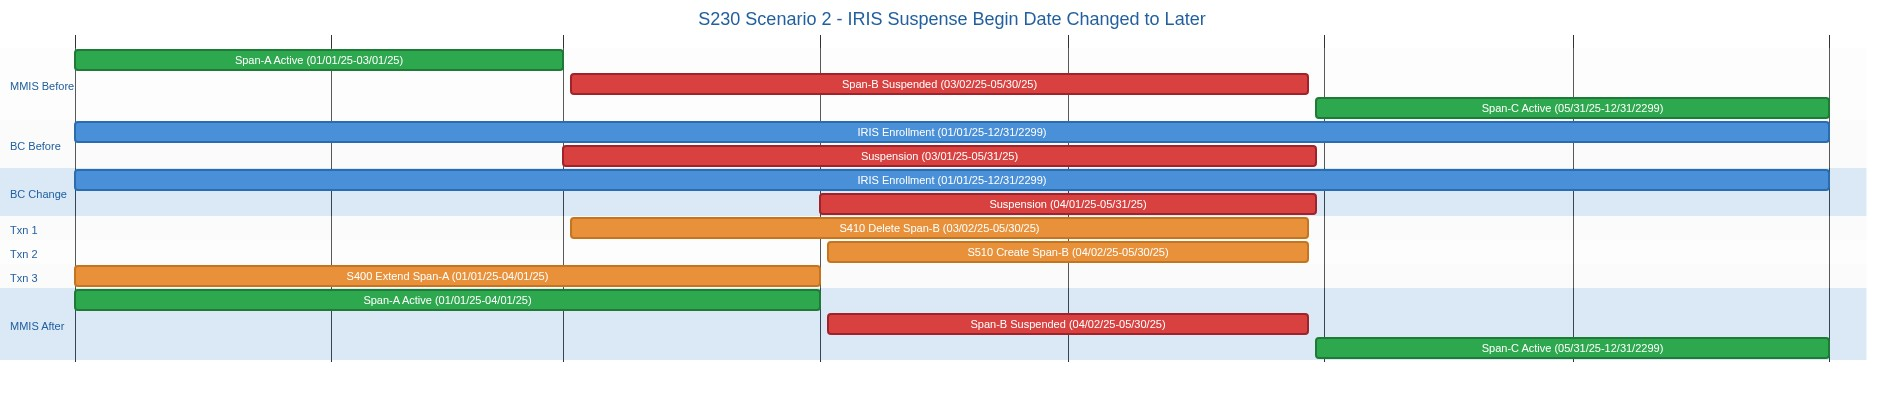 S230 Scenario 2 - IRIS Suspense Begin Date Changed to Later
Span-A Active (01/01/25-03/01/25)
MMIS Before
Span-B Suspended (03/02/25-05/30/25)
Span-C Active (05/31/25-12/31/2299)
IRIS Enrollment (01/01/25-12/31/2299)
BC Before
Suspension (03/01/25-05/31/25)
IRIS Enrollment (01/01/25-12/31/2299)
BC Change
Suspension (04/01/25-05/31/25)
Txn 1
S410 Delete Span-B (03/02/25-05/30/25)
Txn 2
S510 Create Span-B (04/02/25-05/30/25)
Txn 3
S400 Extend Span-A (01/01/25-04/01/25)
Span-A Active (01/01/25-04/01/25)
MMIS After
Span-B Suspended (04/02/25-05/30/25)
Span-C Active (05/31/25-12/31/2299)